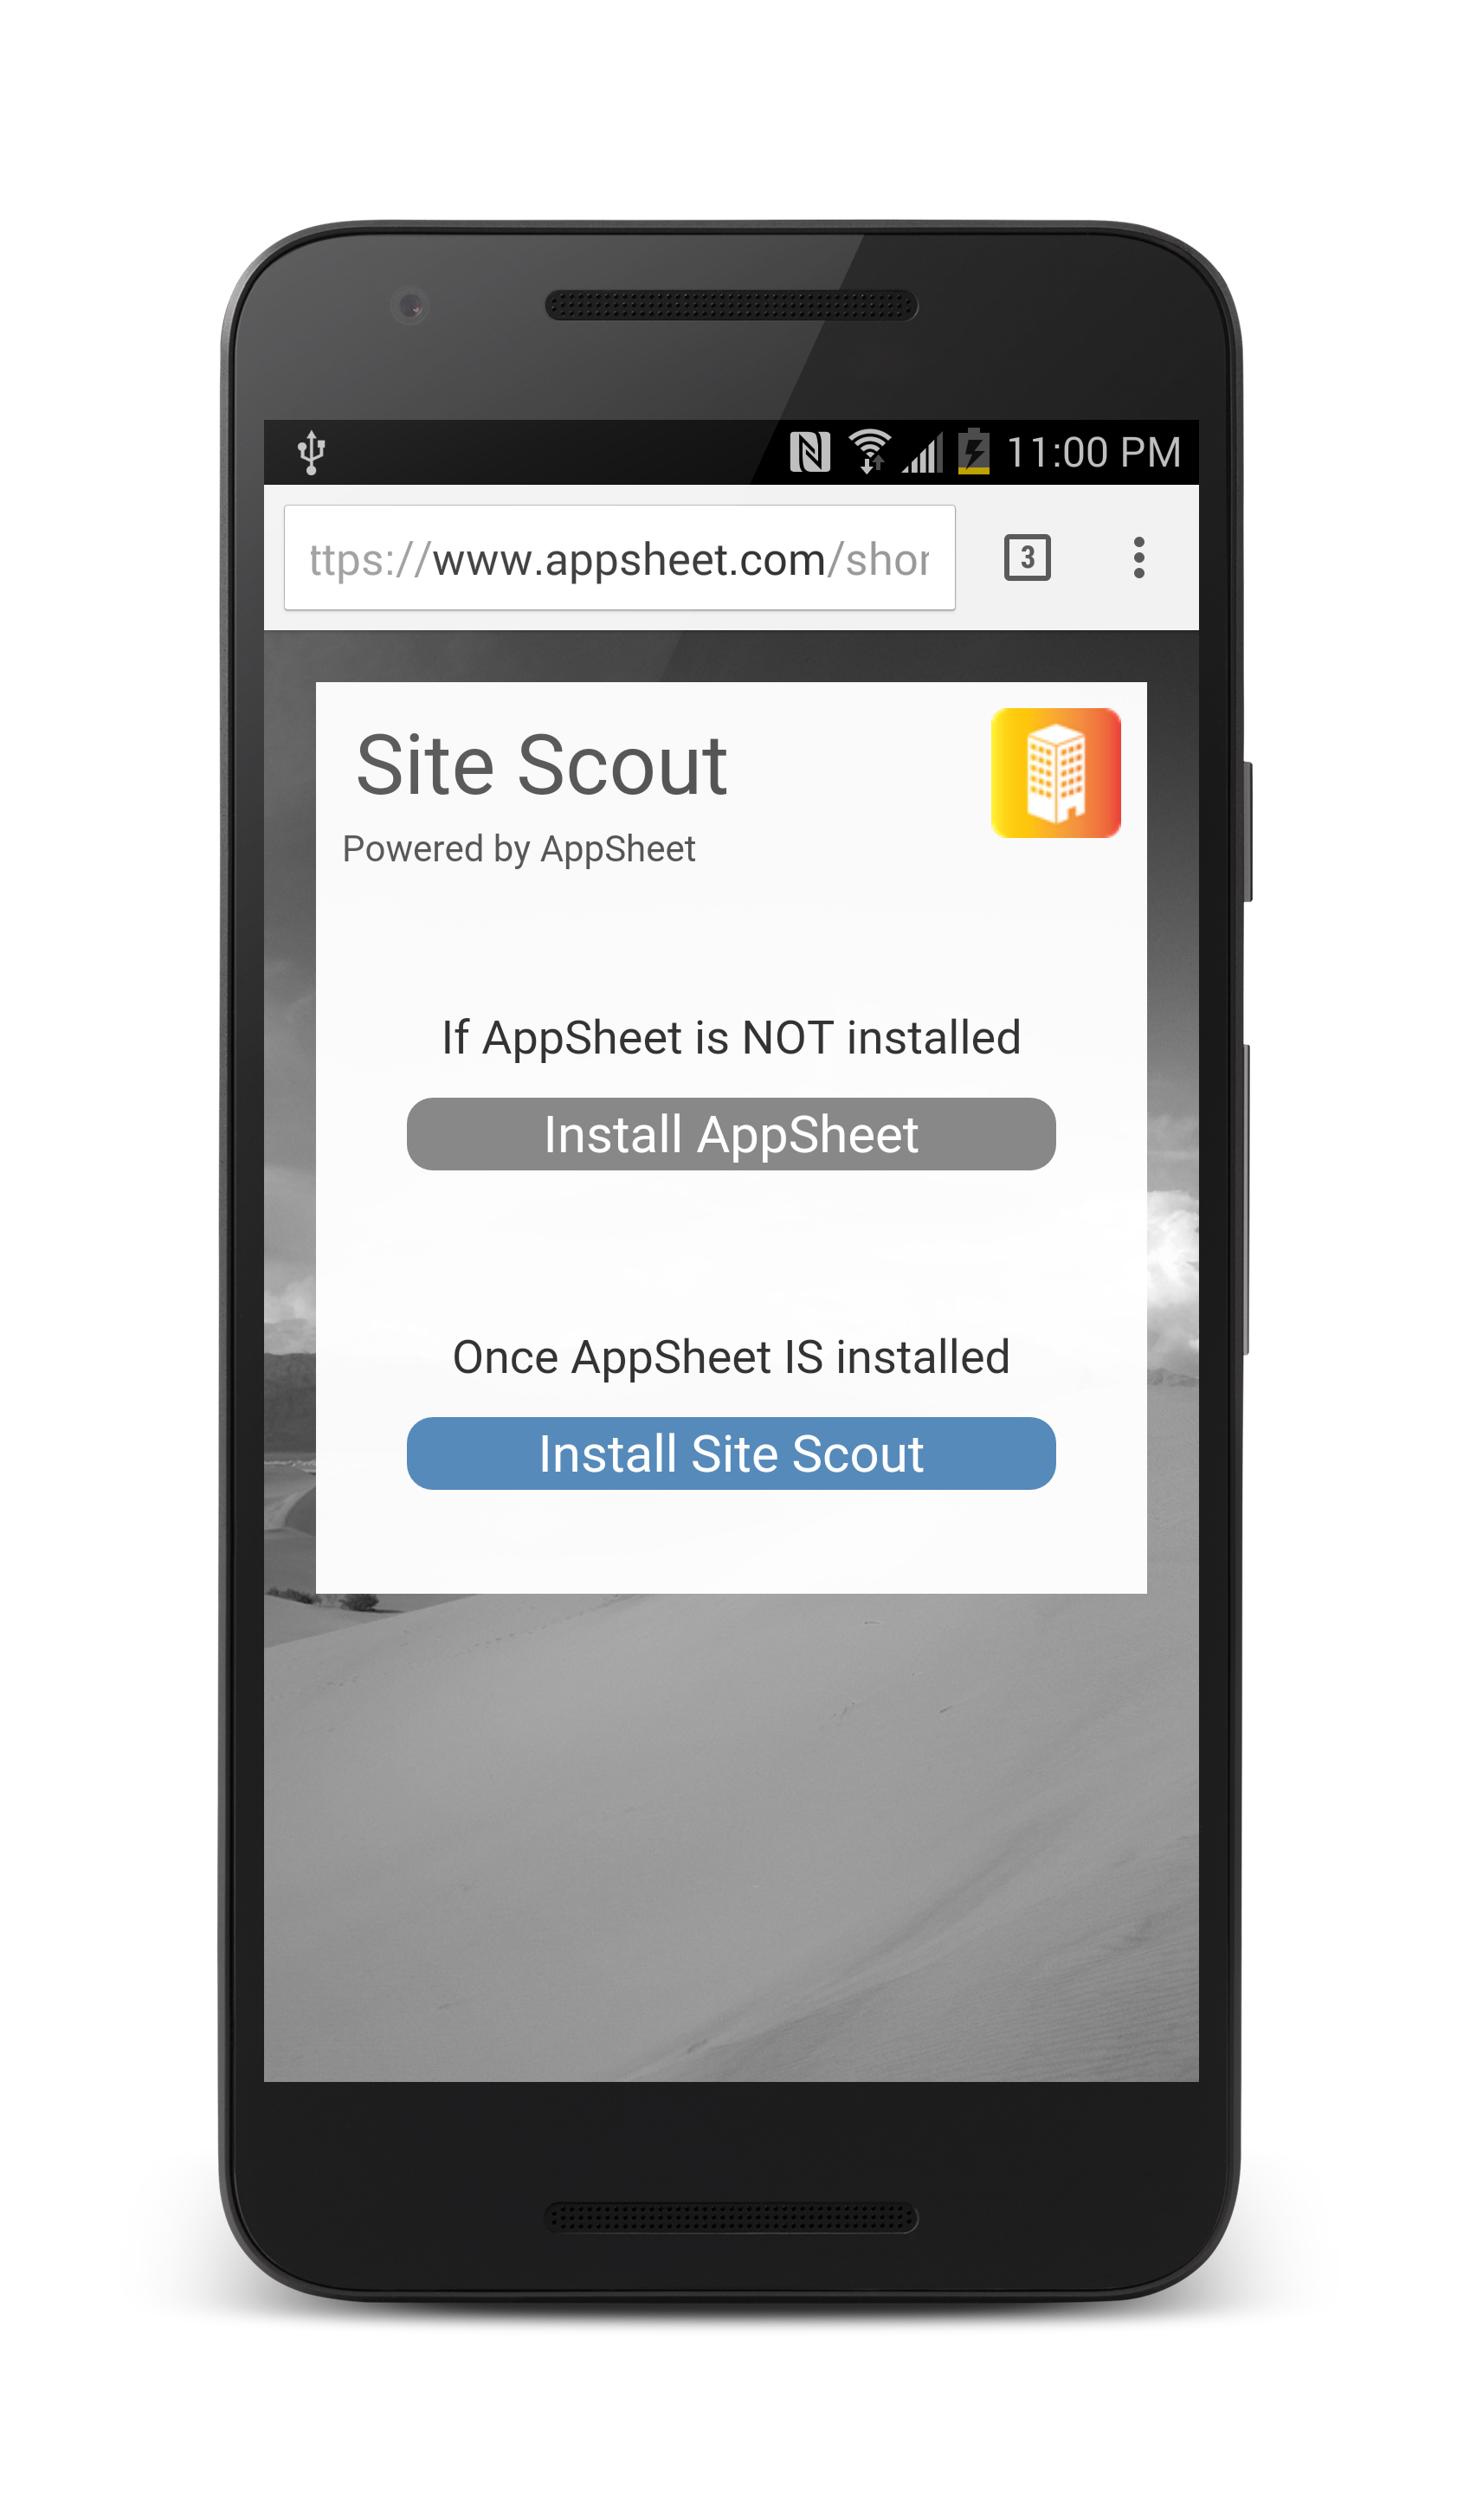 11:00 PM
ttps://www.appsheet.com/shor
3
Site Scout
Powered by AppSheet
If AppSheet is NOT installed
Install AppSheet
Once AppSheet IS installed
Install Site Scout